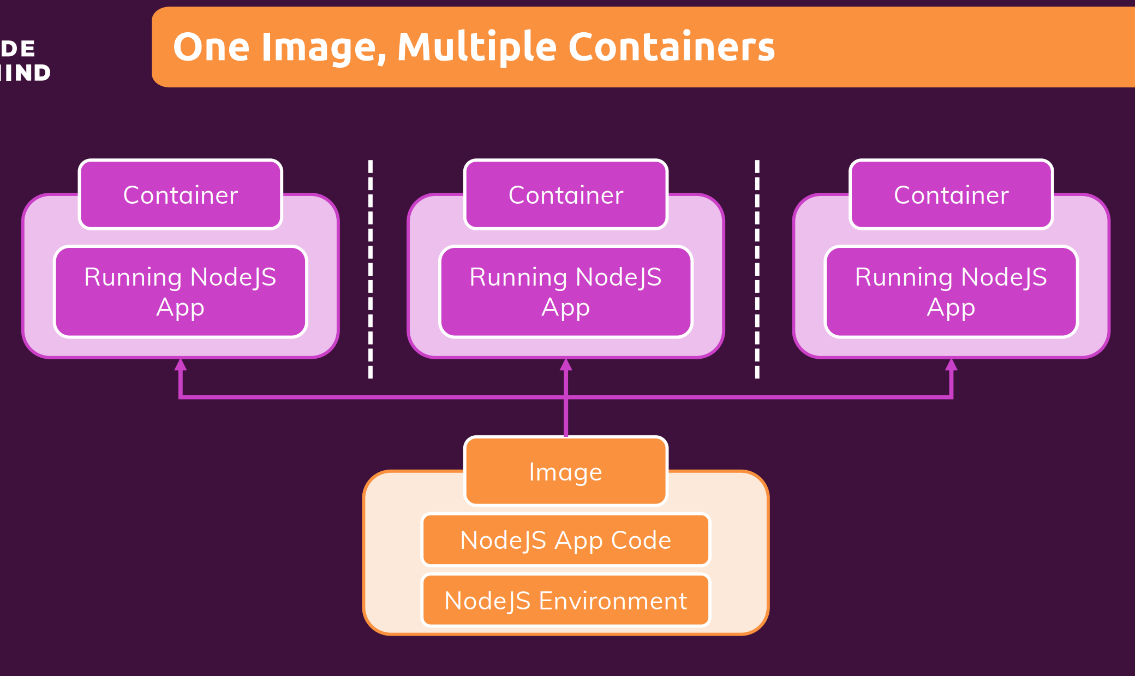 DE
MIND
One Image, Multiple Containers
Container
Container
Container
Running NodeJS
App
Running NodeJS
App
Running NodeJS
App
Image
NodeJS App Code
NodeJS Environment